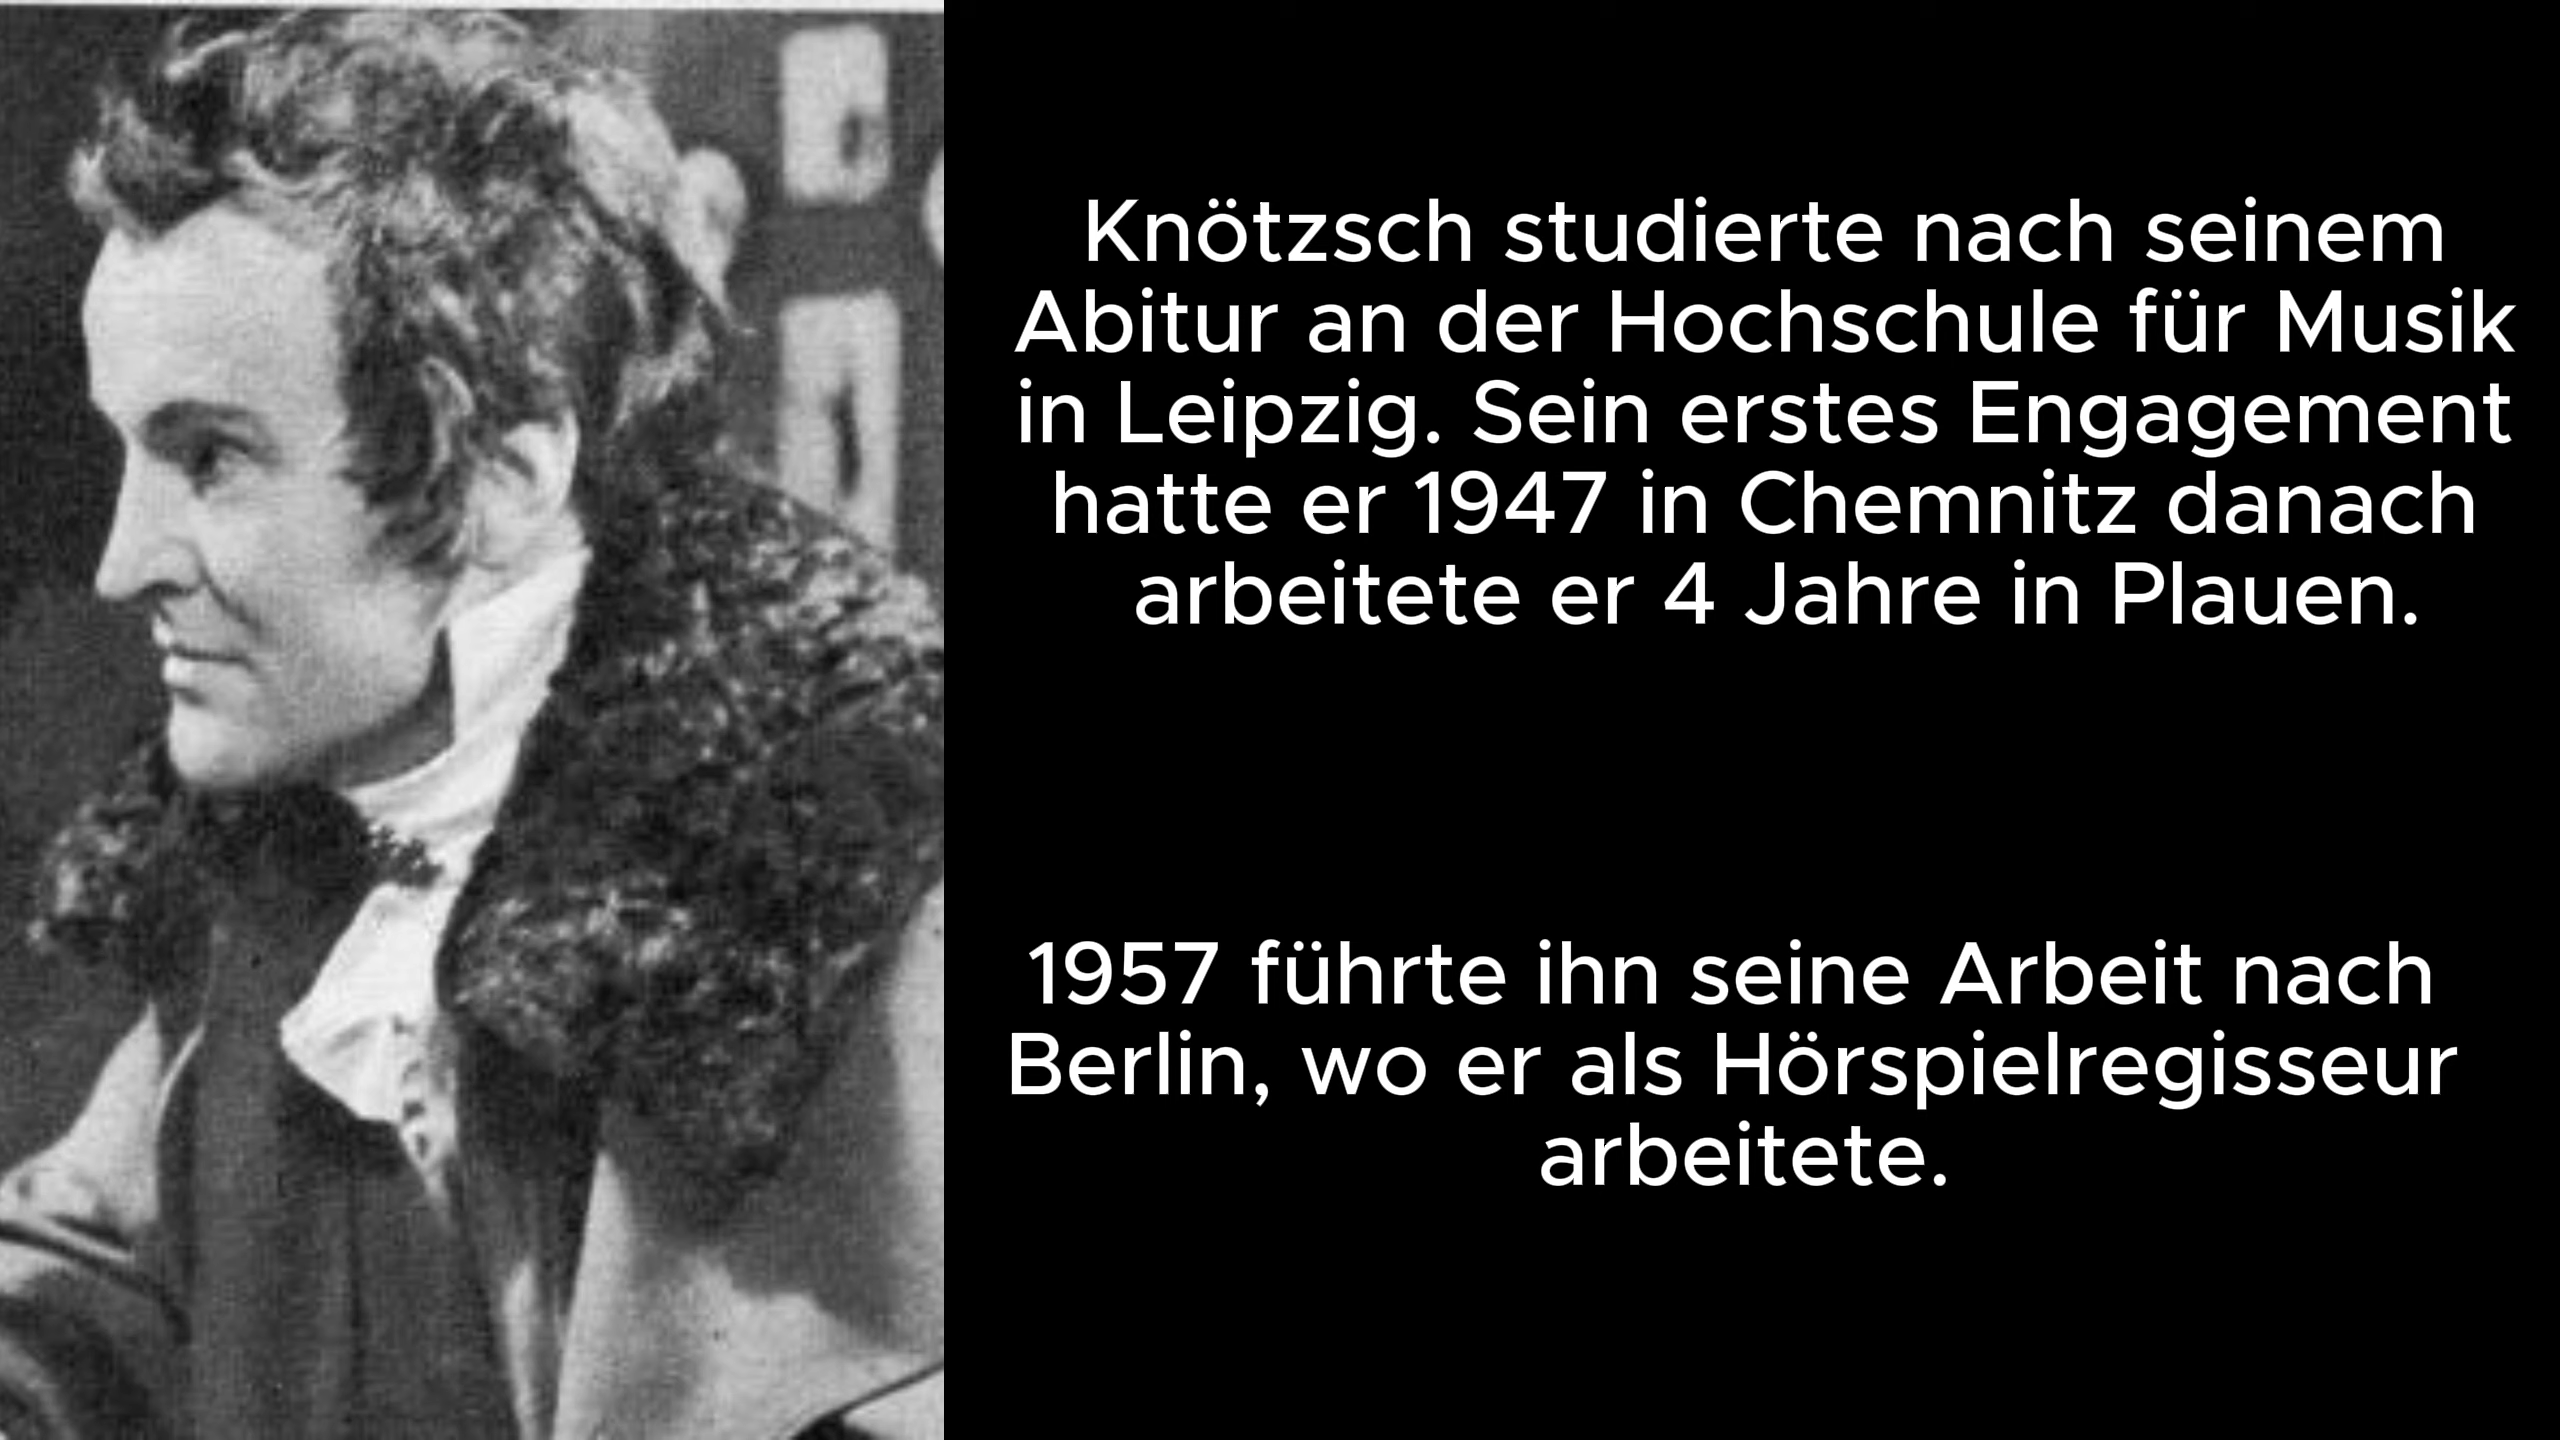 Knötzsch studierte nach seinem
Abitur an der Hochschule für Musik
in Leipzig. Sein erstes Engagement
hatte er 1947 in Chemnitz danach
arbeitete er 4 Jahre in Plauen.
1957 führte ihn seine Arbeit nach
Berlin, wo er als Hörspielregisseur
arbeitete.